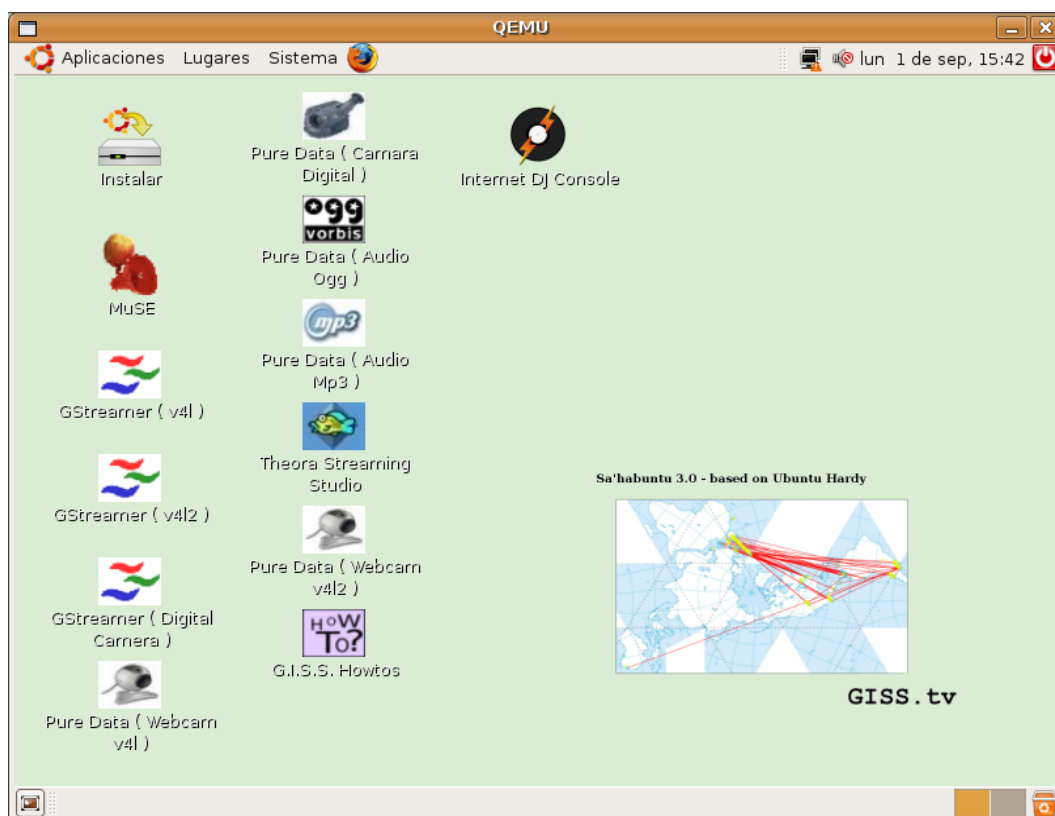 QEMU
Aplicaciones Lugares Sistema
lun 1 de sep, 15:42
Instalar
MuSE
GStreamer ( v4l )
GStreamer ( v4l2 )
GStreamer ( Digital
Camera )
Pure Data ( Webcam
v4l )
Pure Data ( Camara
Digital )
ogg
vorbis
Pure Data ( Audio
Ogg )
mp3
Pure Data ( Audio
Mp3 )
Theora Streaming
Studio
Pure Data ( Webcam
v4l2 )
HOW
TO?
G.I.S.S. Howtos
Internet DJ Console
Sa'habuntu 3.0 - based on Ubuntu Hardy
GISS.tv